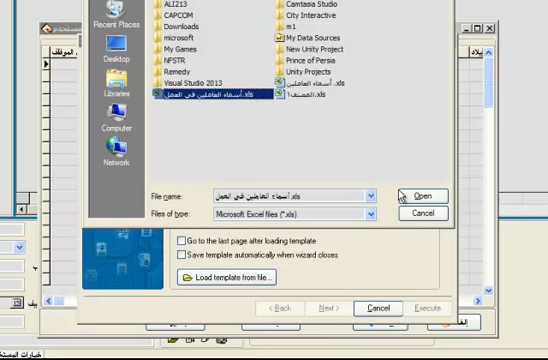 ALI213
CAPCOM
Downloads
microsoft
My Games
NFSTR
Remedy
Visual Studio 2013
أسماء العاملين في العمل.xls
Camtasia Studio
City Interactive
m1
My Data Sources
New Unity Project
Prince of Persia
Unity Projects
أسماء العاملين.xls
المصنف١.xls
Recent Places
Desktop
Libraries
Computer
Network
File name:
أسماء العاملين في العمل.xls
Open
Files of type:
Microsoft Excel files (*.xls)
Cancel
Go to the last page after loading template
Save template automatically when wizard closes
Load template from file...
< Back
Next >
Cancel
Execute
الموظف
ميلاد